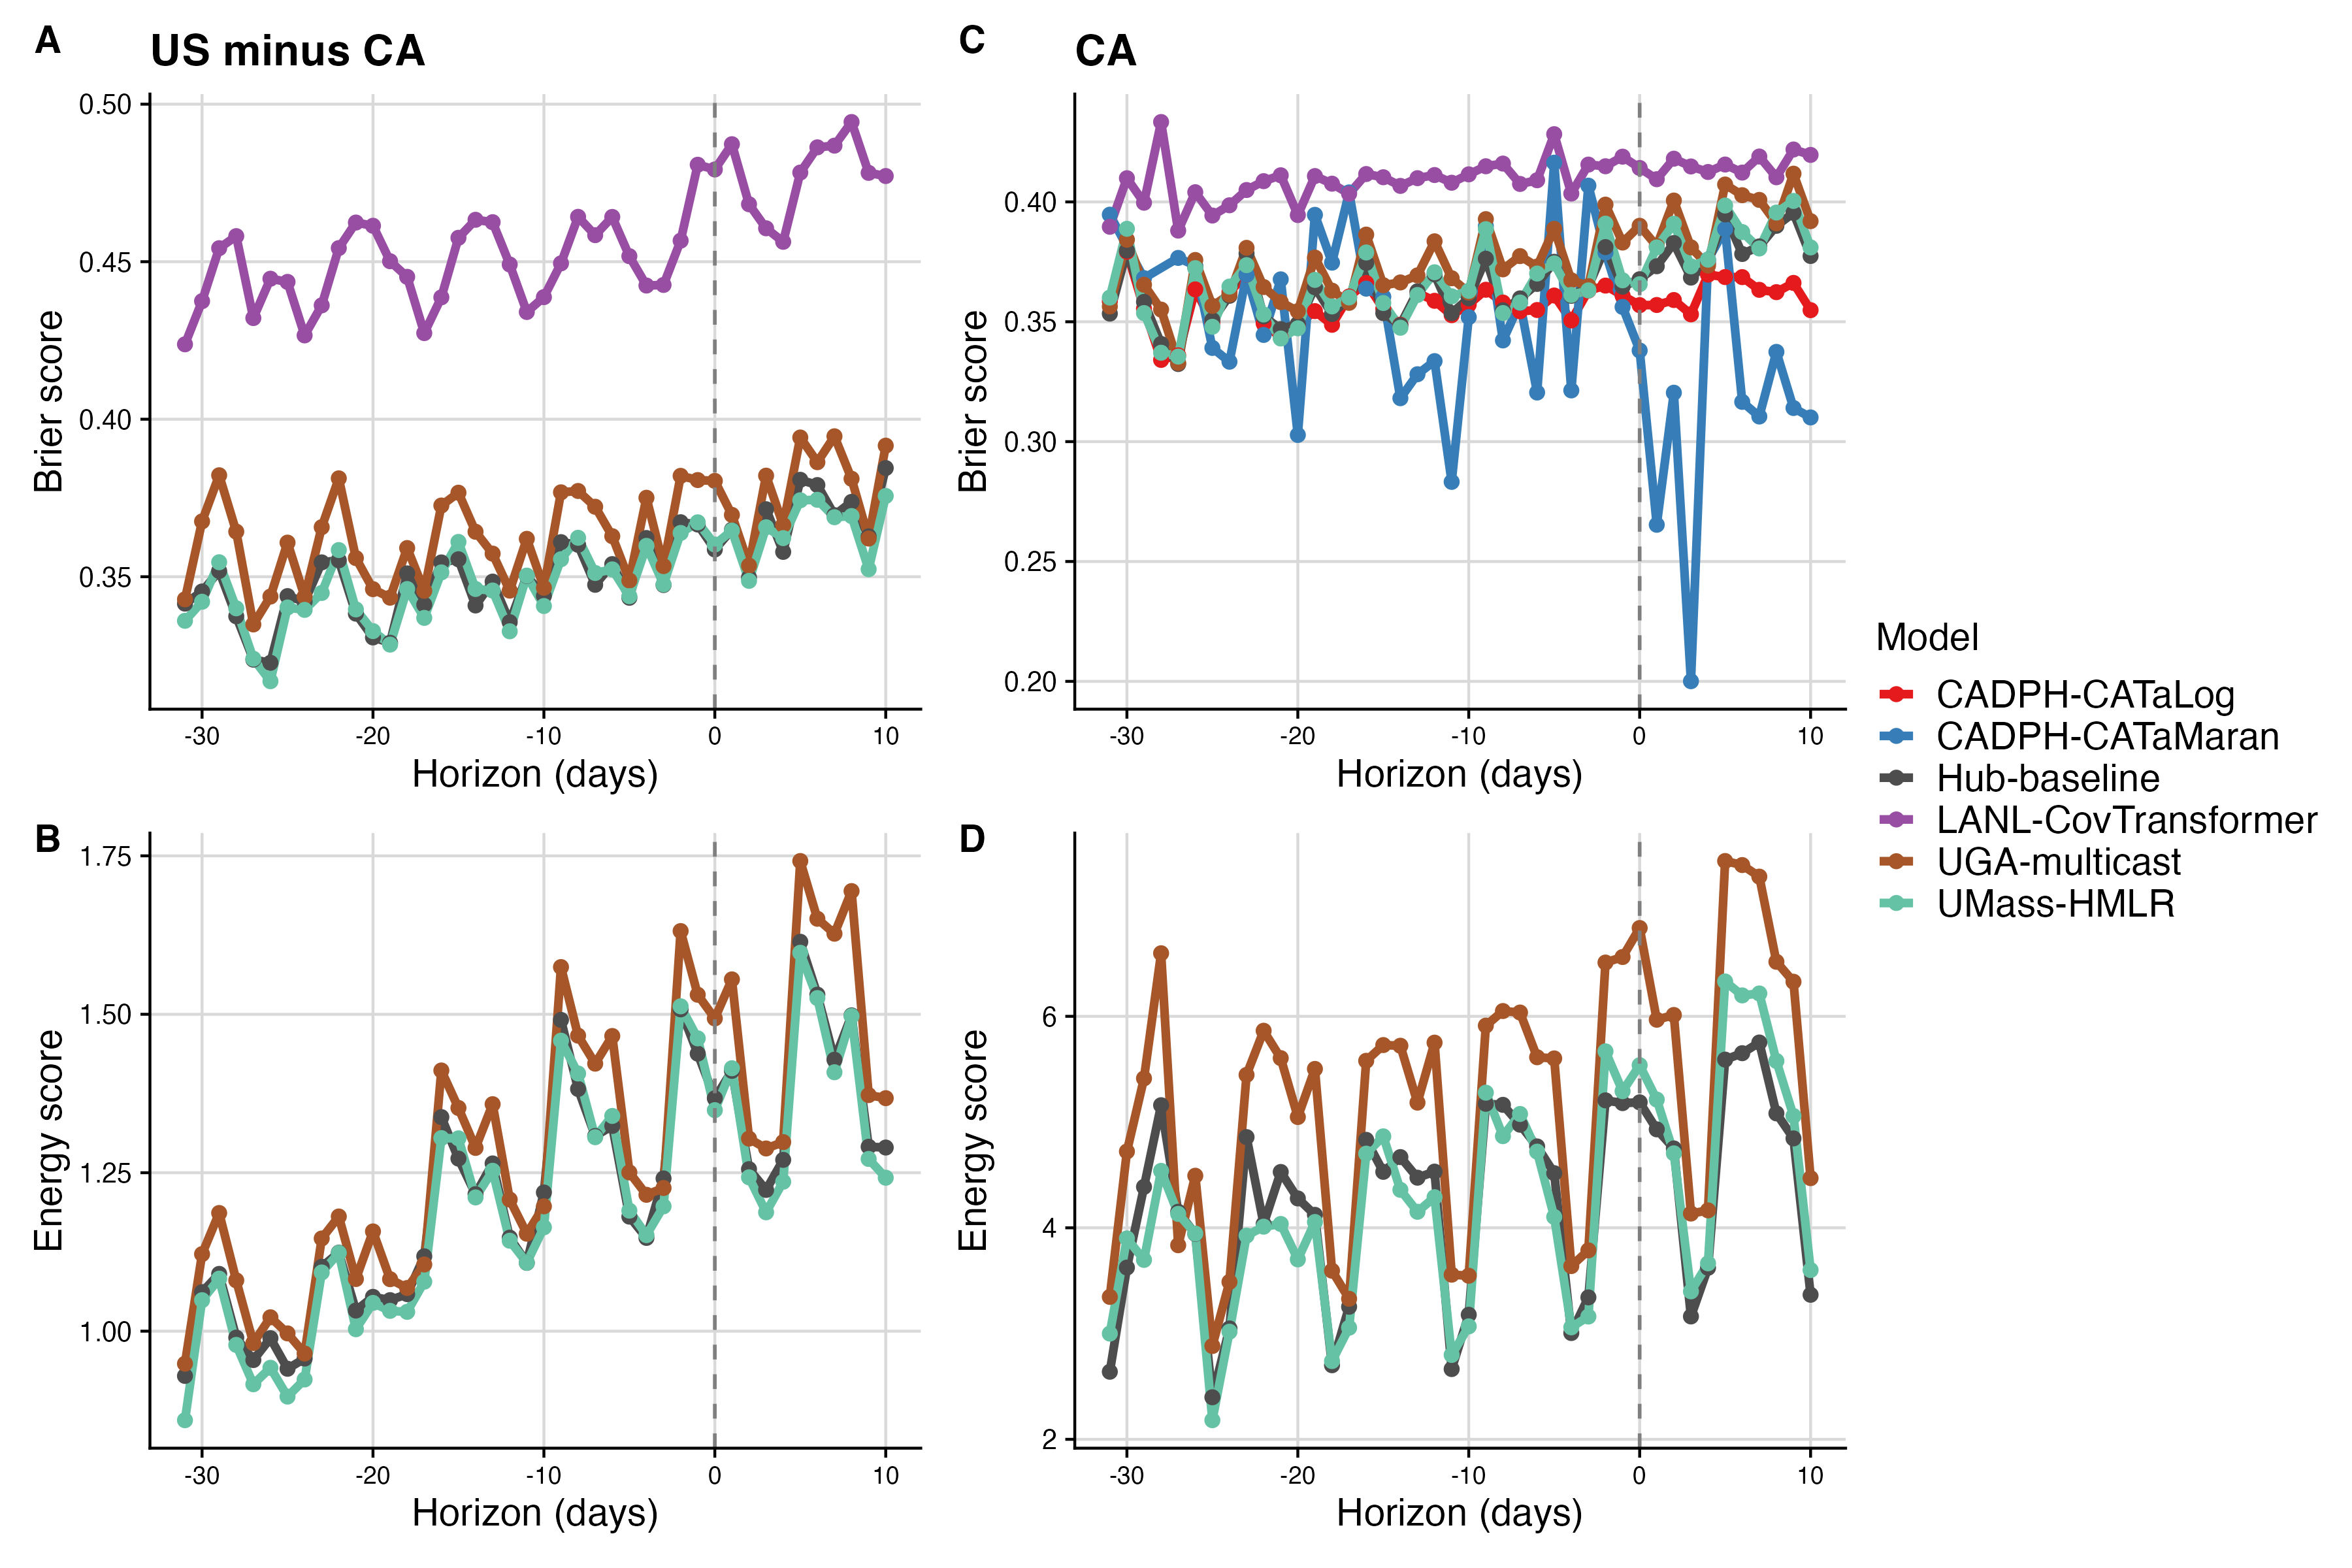 A
US minus CA
Brier score
0.50
0.45
0.40
0.35
-30 -20 -10 0 10
Horizon (days)
C
CA
Brier score
0.40
0.35
0.30
0.25
0.20
-30 -20 -10 0 10
Horizon (days)
B
Energy score
1.75
1.50
1.25
1.00
-30 -20 -10 0 10
Horizon (days)
D
Energy score
6
4
2
-30 -20 -10 0 10
Horizon (days)
Model
CADPH-CATaLog
CADPH-CATaMaran
Hub-baseline
LANL-CovTransformer
UGA-multicast
UMass-HMLR